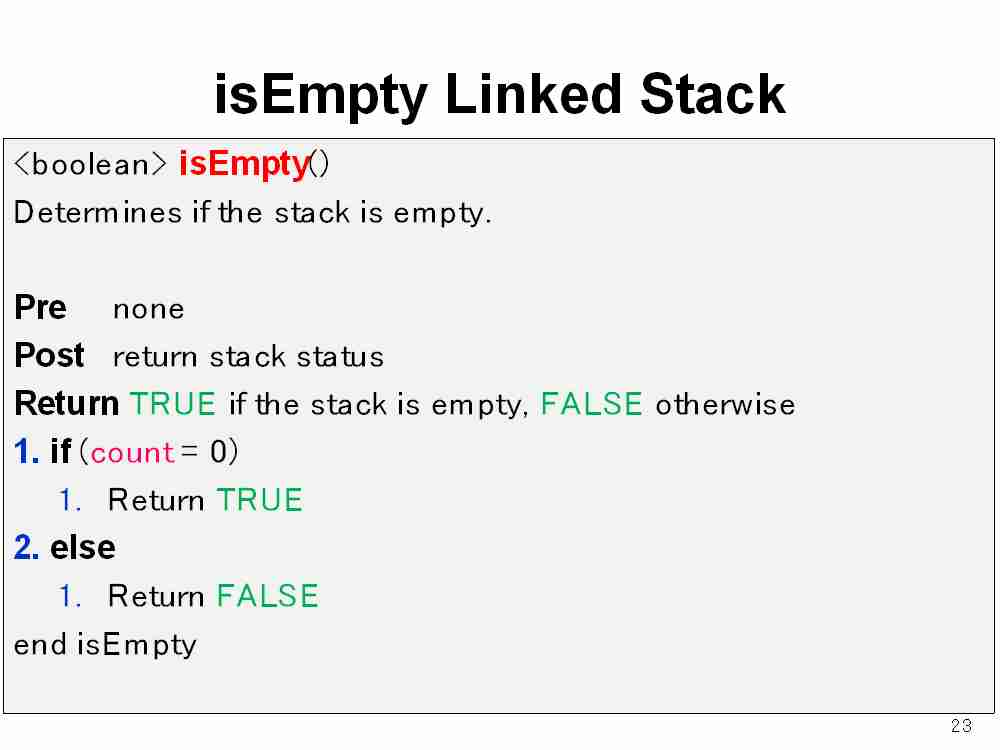 isEmpty Linked Stack
<boolean> isEmpty()
Determines if the stack is empty.
Pre none
Post return stack status
Return TRUE if the stack is empty, FALSE otherwise
1. if (count = 0)
1. Return TRUE
2. else
1. Return FALSE
end isEmpty
23